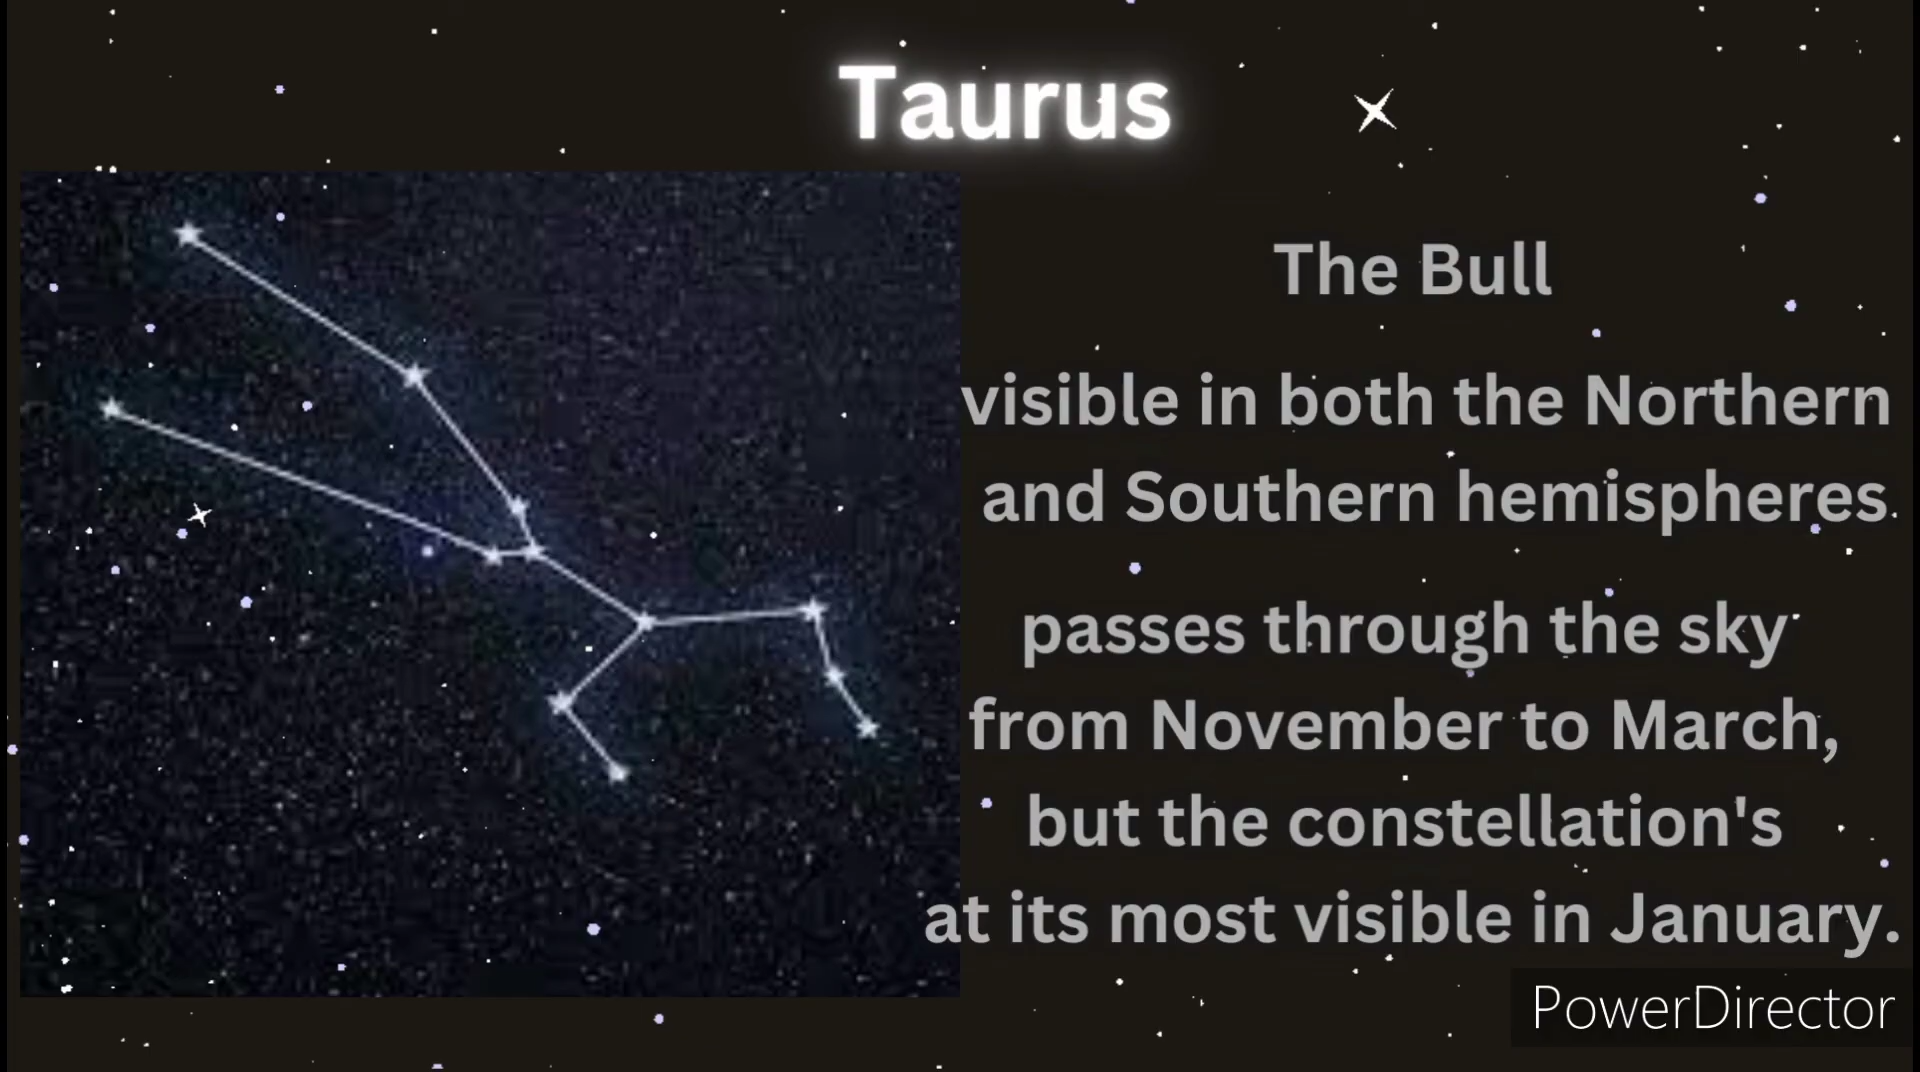 Taurus
The Bull
visible in both the Northern
and Southern hemispheres.
passes through the sky
from November to March,
but the constellation's
at its most visible in January.
PowerDirector